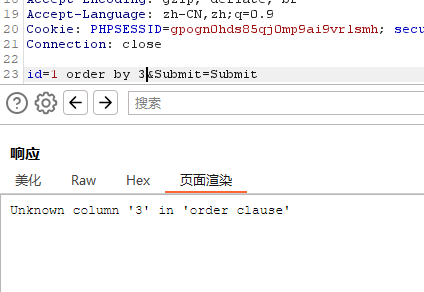 Accept-Encoding: gzip, deflate, br
19 Accept-Language: zh-CN,zh;q=0.9
20 Cookie: PHPSESSID=gpogn0hds85qj0mp9ai9vrlsmh; secu
21 Connection: close
22
23 id=1 order by 3&Submit=Submit
搜索
响应
美化 Raw Hex 页面渲染
Unknown column '3' in 'order clause'